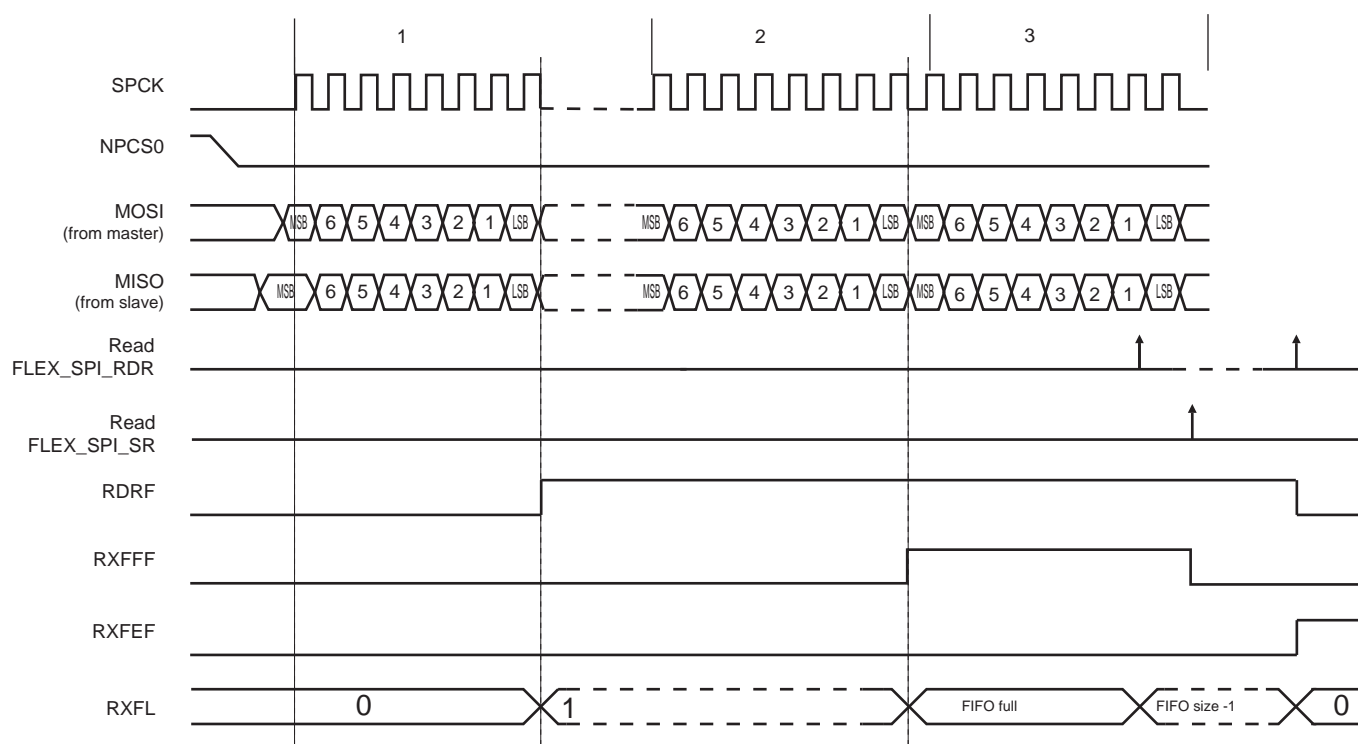 1 2 3
SPCK
NPCS0
MOSI
(from master)
MSB 6 5 4 3 2 1 LSB MSB 6 5 4 3 2 1 LSB MSB 6 5 4 3 2 1 LSB
MISO
(from slave)
MSB 6 5 4 3 2 1 LSB MSB 6 5 4 3 2 1 LSB MSB 6 5 4 3 2 1 LSB
Read
FLEX_SPI_RDR
Read
FLEX_SPI_SR
RDRF
RXFFF
RXFEF
RXFL 0 1 FIFO full FIFO size -1 0